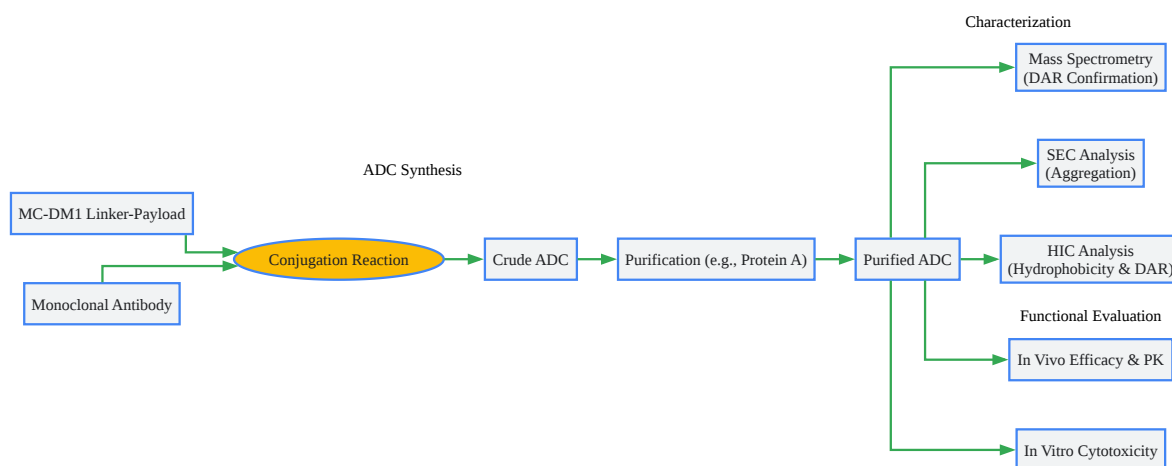 Characterization
Mass Spectrometry
(DAR Confirmation)
SEC Analysis
(Aggregation)
ADC Synthesis
MC-DM1 Linker-Payload
Monoclonal Antibody
Conjugation Reaction
Crude ADC
Purification (e.g., Protein A)
Purified ADC
HIC Analysis
(Hydrophobicity & DAR)
Functional Evaluation
In Vivo Efficacy & PK
In Vitro Cytotoxicity